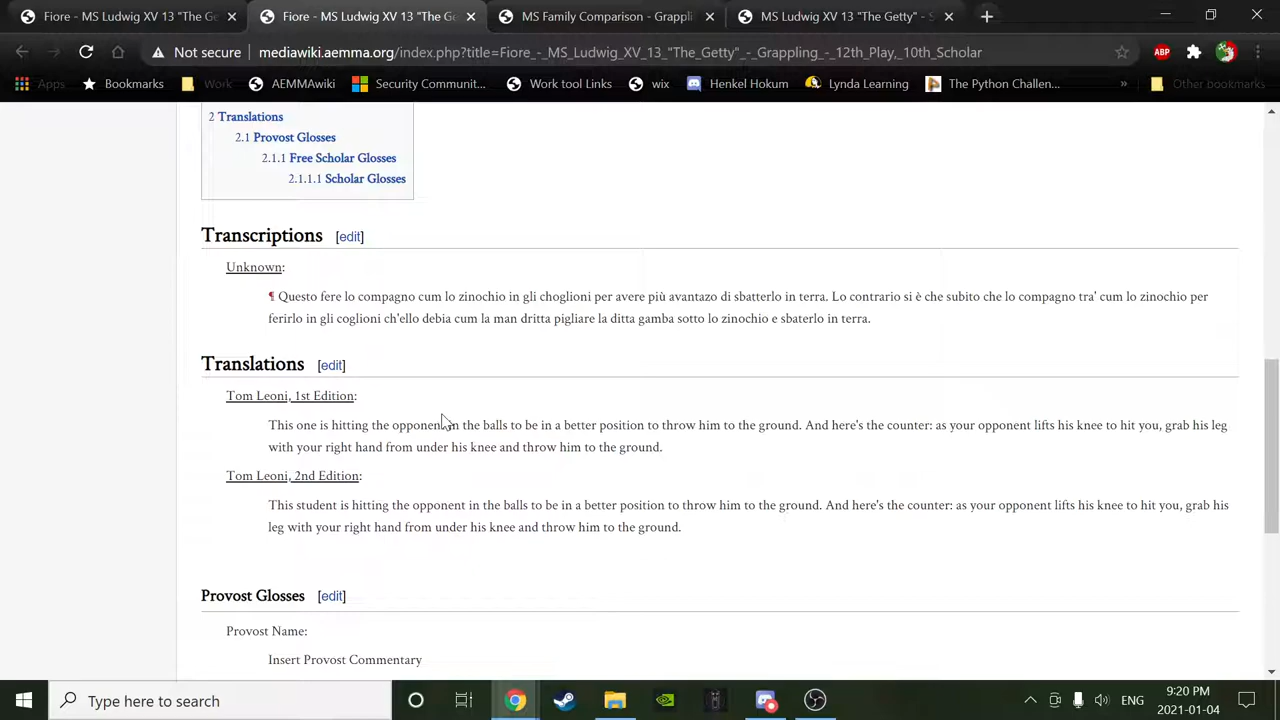 Fiore - MS Ludwig XV 13 "The Ge
Fiore - MS Ludwig XV 13 "The Ge
MS Family Comparison - Grappli
MS Ludwig XV 13 "The Getty" - S
Not secure
mediawiki.aemma.org/index.php?title=Fiore_-_MS_Ludwig_XV_13_"The_Getty"_-_Grappling_-_12th_Play,_10th_Scholar
ABP
Apps
Bookmarks
Work
AEMMAwiki
Security Communit...
Work tool Links
wix
Henkel Hokum
Lynda Learning
The Python Challen...
»
Other bookmarks
2 Translations
2.1 Provost Glosses
2.1.1 Free Scholar Glosses
2.1.1.1 Scholar Glosses
Transcriptions [edit]
Unknown:
¶ Questo fere lo compagno cum lo zinochio in gli choglioni per avere più avantazo di sbatterlo in terra. Lo contrario si è che subito che lo compagno tra' cum lo zinochio per
ferirlo in gli coglioni ch'ello debia cum la man dritta pigliare la ditta gamba sotto lo zinochio e sbaterlo in terra.
Translations [edit]
Tom Leoni, 1st Edition:
This one is hitting the opponent in the balls to be in a better position to throw him to the ground. And here's the counter: as your opponent lifts his knee to hit you, grab his leg
with your right hand from under his knee and throw him to the ground.
Tom Leoni, 2nd Edition:
This student is hitting the opponent in the balls to be in a better position to throw him to the ground. And here's the counter: as your opponent lifts his knee to hit you, grab his
leg with your right hand from under his knee and throw him to the ground.
Provost Glosses [edit]
Provost Name:
Insert Provost Commentary
Type here to search
ENG
9:20 PM
2021-01-04